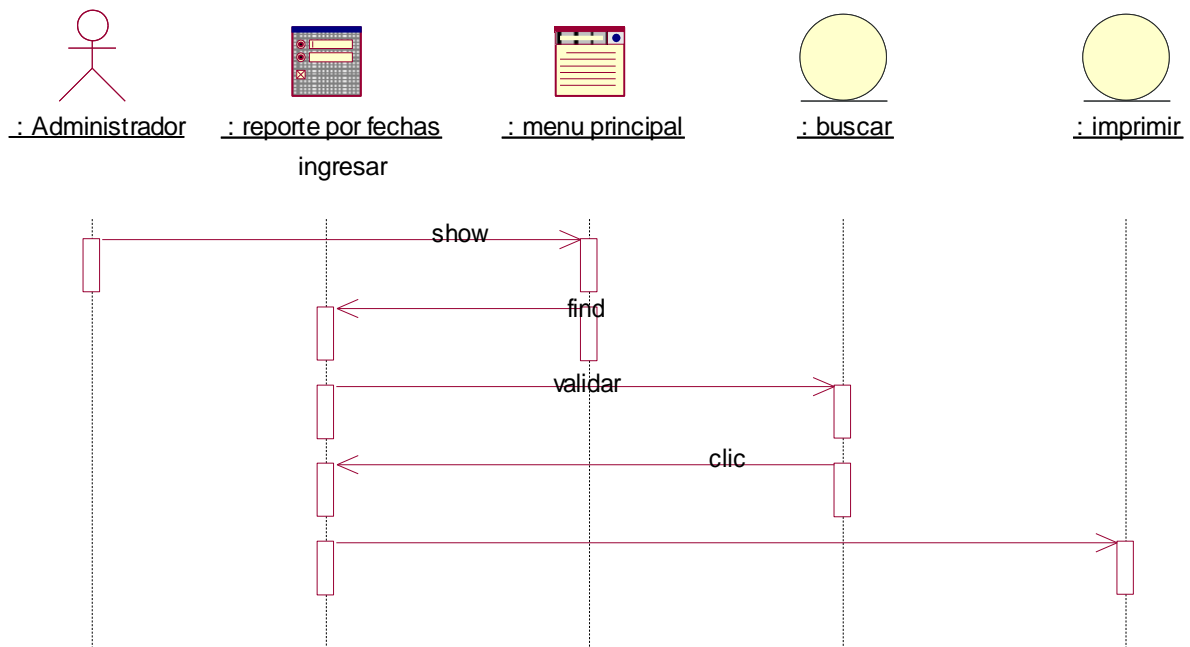 : Administrador
: reporte por fechas
ingresar
: menu principal
: buscar
: imprimir
show
find
validar
clic